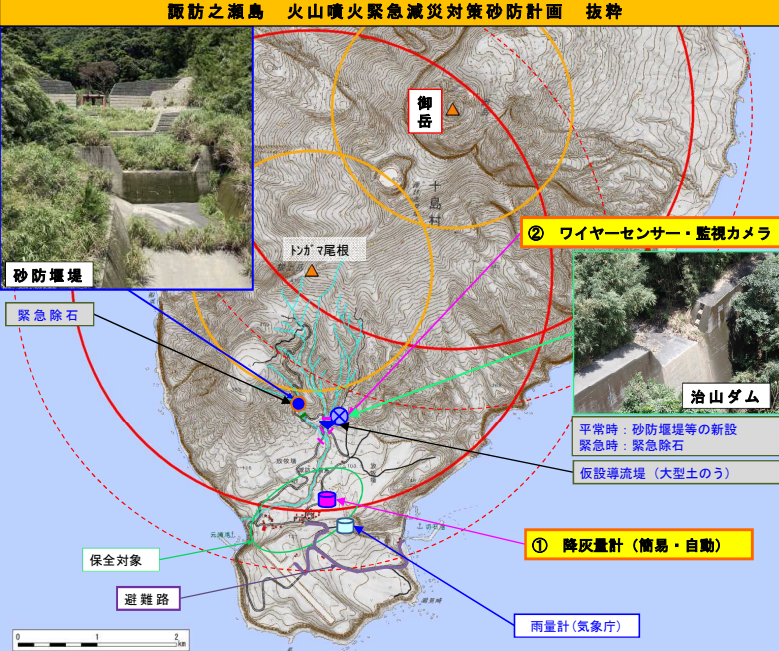 諏訪之瀬島　火山噴火緊急減災対策砂防計画　抜粋
御
岳
十島村
② ワイヤーセンサー・監視カメラ
トンガマ尾根
砂防堰堤
緊急除石
治山ダム
平常時：砂防堰堤等の新設
緊急時：緊急除石
仮設導流堤（大型土のう）
① 降灰量計（簡易・自動）
元浦港
保全対象
避難路
雨量計(気象庁)
0 1 2
km